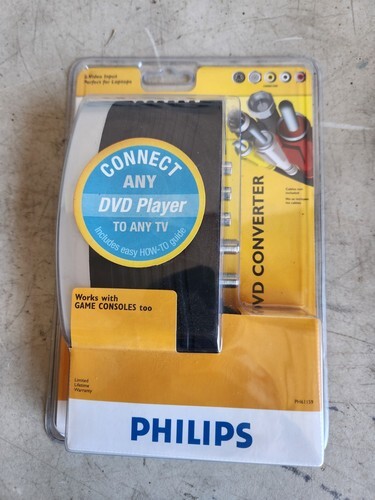 S-Video Input
Perfect for Laptops
CONNECT
ANY
DVD Player
TO ANY TV
Includes easy HOW-TO guide
DVD CONVERTER
Works with
GAME CONSOLES too
Limited
Lifetime
Warranty
PHILIPS